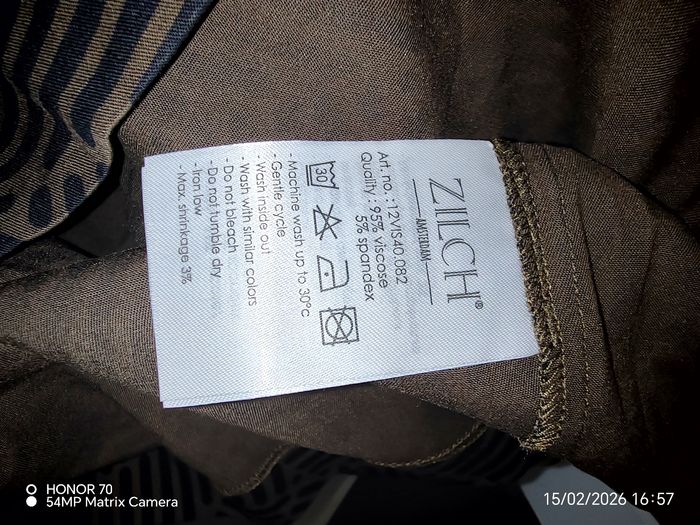 ZILCH®
AMSTERDAM
Art. no.: :12VIS40.082
Quality : 95% viscose
5% spandex
30
- Machine wash up to 30°c
- Gentle cycle
- Wash inside out
- Wash with similar colors
- Do not bleach
- Do not tumble dry
- Iron low
- Max. shrinkage 3%
HONOR 70
54MP Matrix Camera
15/02/2026 16:57